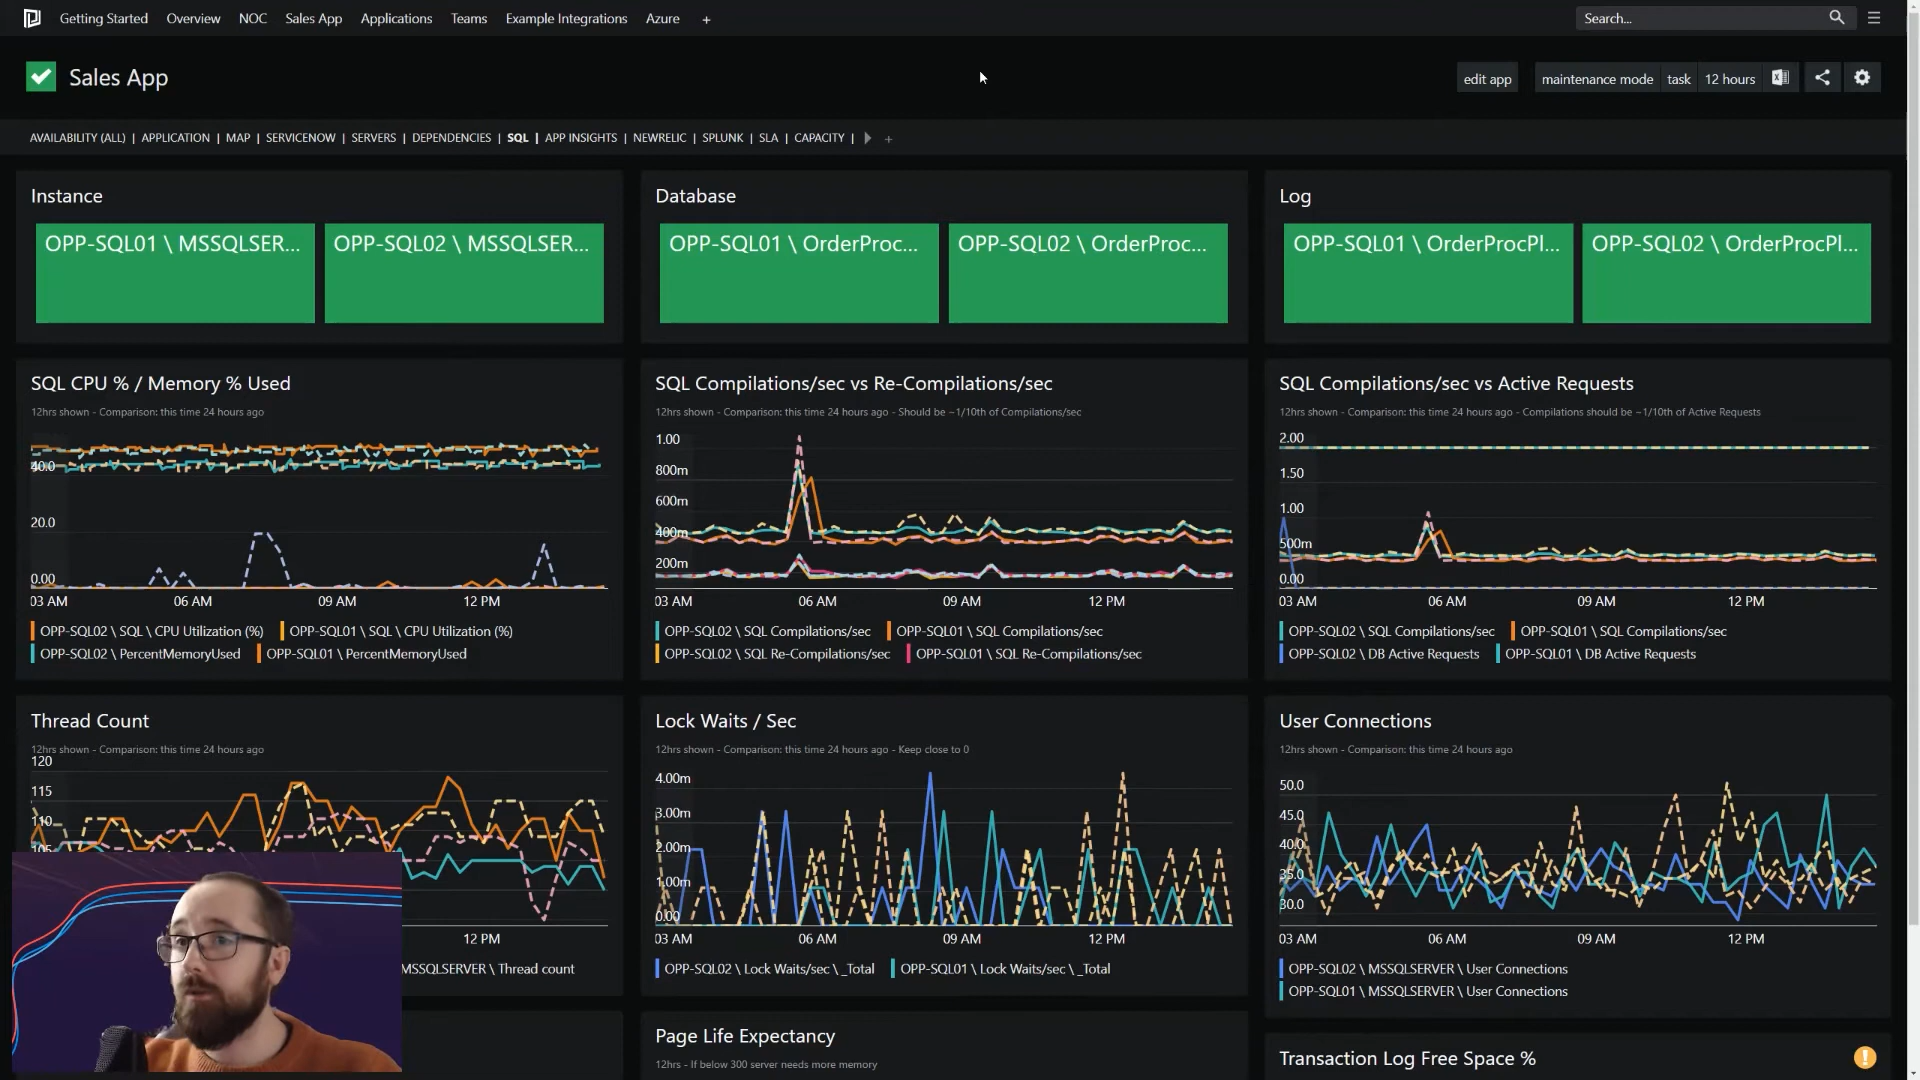 Getting Started Overview NOC Sales App Applications Teams Example Integrations Azure +
Search...
Sales App
edit app maintenance mode task 12 hours
AVAILABILITY (ALL) | APPLICATION | MAP | SERVICENOW | SERVERS | DEPENDENCIES | SQL | APP INSIGHTS | NEWRELIC | SPLUNK | SLA | CAPACITY | +
Instance
OPP-SQL01 \ MSSQLSER...
OPP-SQL02 \ MSSQLSER...
Database
OPP-SQL01 \ OrderProc...
OPP-SQL02 \ OrderProc...
Log
OPP-SQL01 \ OrderProcPl...
OPP-SQL02 \ OrderProcPl...
SQL CPU % / Memory % Used
12hrs shown - Comparison: this time 24 hours ago
40.0
20.0
0.00
03 AM 06 AM 09 AM 12 PM
OPP-SQL02 \ SQL \ CPU Utilization (%) OPP-SQL01 \ SQL \ CPU Utilization (%)
OPP-SQL02 \ PercentMemoryUsed OPP-SQL01 \ PercentMemoryUsed
SQL Compilations/sec vs Re-Compilations/sec
12hrs shown - Comparison: this time 24 hours ago - Should be ~1/10th of Compilations/sec
1.00
800m
600m
400m
200m
03 AM 06 AM 09 AM 12 PM
OPP-SQL02 \ SQL Compilations/sec OPP-SQL01 \ SQL Compilations/sec
OPP-SQL02 \ SQL Re-Compilations/sec OPP-SQL01 \ SQL Re-Compilations/sec
SQL Compilations/sec vs Active Requests
12hrs shown - Comparison: this time 24 hours ago - Compilations should be ~1/10th of Active Requests
2.00
1.50
1.00
500m
0.00
03 AM 06 AM 09 AM 12 PM
OPP-SQL02 \ SQL Compilations/sec OPP-SQL01 \ SQL Compilations/sec
OPP-SQL02 \ DB Active Requests OPP-SQL01 \ DB Active Requests
Thread Count
12hrs shown - Comparison: this time 24 hours ago
120
115
110
105
12 PM
MSSQLSERVER \ Thread count
Lock Waits / Sec
12hrs shown - Comparison: this time 24 hours ago - Keep close to 0
4.00m
3.00m
2.00m
1.00m
0.00
03 AM 06 AM 09 AM 12 PM
OPP-SQL02 \ Lock Waits/sec \ _Total OPP-SQL01 \ Lock Waits/sec \ _Total
User Connections
12hrs shown - Comparison: this time 24 hours ago
50.0
45.0
40.0
35.0
30.0
03 AM 06 AM 09 AM 12 PM
OPP-SQL02 \ MSSQLSERVER \ User Connections
OPP-SQL01 \ MSSQLSERVER \ User Connections
Page Life Expectancy
12hrs - If below 300 server needs more memory
Transaction Log Free Space %